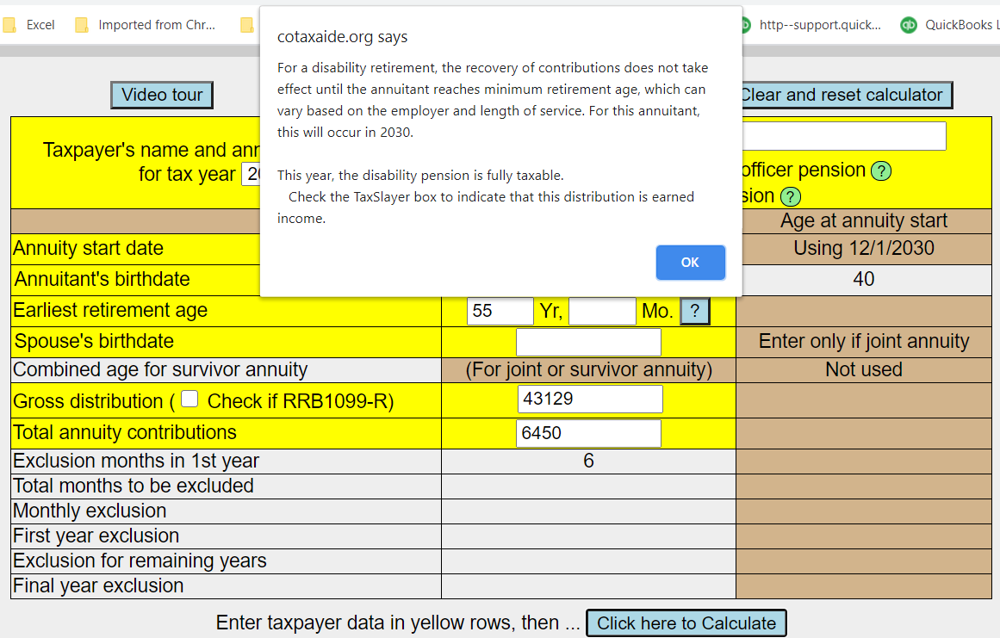 Excel
Imported from Chr...
http--support.quick...
qb
QuickBooks
cotaxaide.org says
For a disability retirement, the recovery of contributions does not take
effect until the annuitant reaches minimum retirement age, which can
vary based on the employer and length of service. For this annuitant,
this will occur in 2030.
This year, the disability pension is fully taxable.
Check the TaxSlayer box to indicate that this distribution is earned
income.
OK
Video tour
Clear and reset calculator
Taxpayer's name and
for tax year
officer pension ?
?
Age at annuity start
Annuity start date
Using 12/1/2030
Annuitant's birthdate
40
Earliest retirement age
55 Yr, Mo. ?
Spouse's birthdate
Enter only if joint annuity
Combined age for survivor annuity
(For joint or survivor annuity)
Not used
Gross distribution ( Check if RRB1099-R)
43129
Total annuity contributions
6450
Exclusion months in 1st year
6
Total months to be excluded
Monthly exclusion
First year exclusion
Exclusion for remaining years
Final year exclusion
Enter taxpayer data in yellow rows, then ... Click here to Calculate